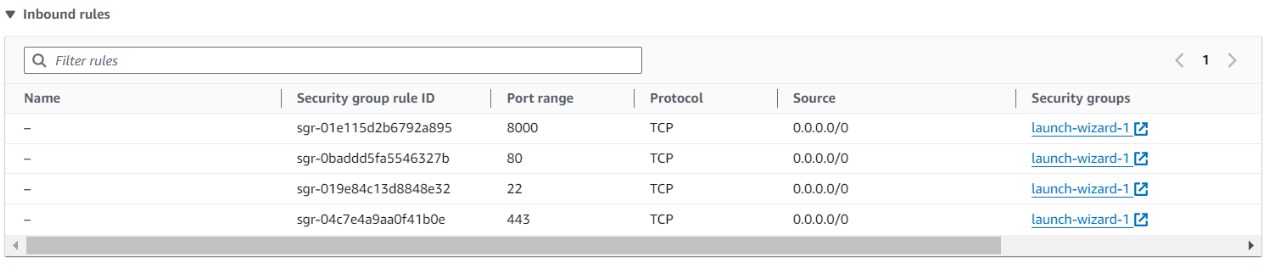 Inbound rules
Filter rules
1
Name Security group rule ID Port range Protocol Source Security groups
– sgr-01e115d2b6792a895 8000 TCP 0.0.0.0/0 launch-wizard-1
– sgr-0baddd5fa5546327b 80 TCP 0.0.0.0/0 launch-wizard-1
– sgr-019e84c13d8848e32 22 TCP 0.0.0.0/0 launch-wizard-1
– sgr-04c7e4a9aa0f41b0e 443 TCP 0.0.0.0/0 launch-wizard-1